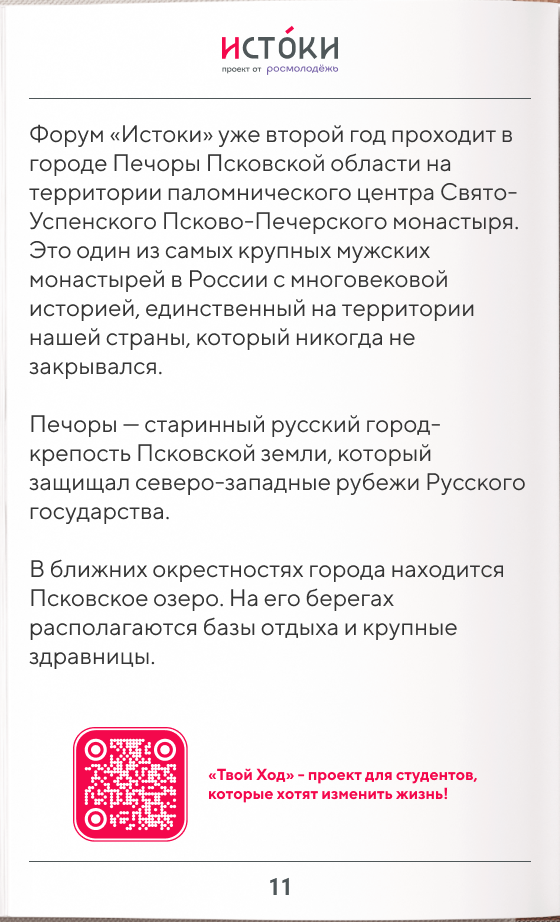 ИСТОКИ
проект от росмолодёжь
Форум «Истоки» уже второй год проходит в
городе Печоры Псковской области на
территории паломнического центра Свято-
Успенского Псково-Печерского монастыря.
Это один из самых крупных мужских
монастырей в России с многовековой
историей, единственный на территории
нашей страны, который никогда не
закрывался.
Печоры — старинный русский город-
крепость Псковской земли, который
защищал северо-западные рубежи Русского
государства.
В ближних окрестностях города находится
Псковское озеро. На его берегах
располагаются базы отдыха и крупные
здравницы.
«Твой Ход» - проект для студентов,
которые хотят изменить жизнь!
11